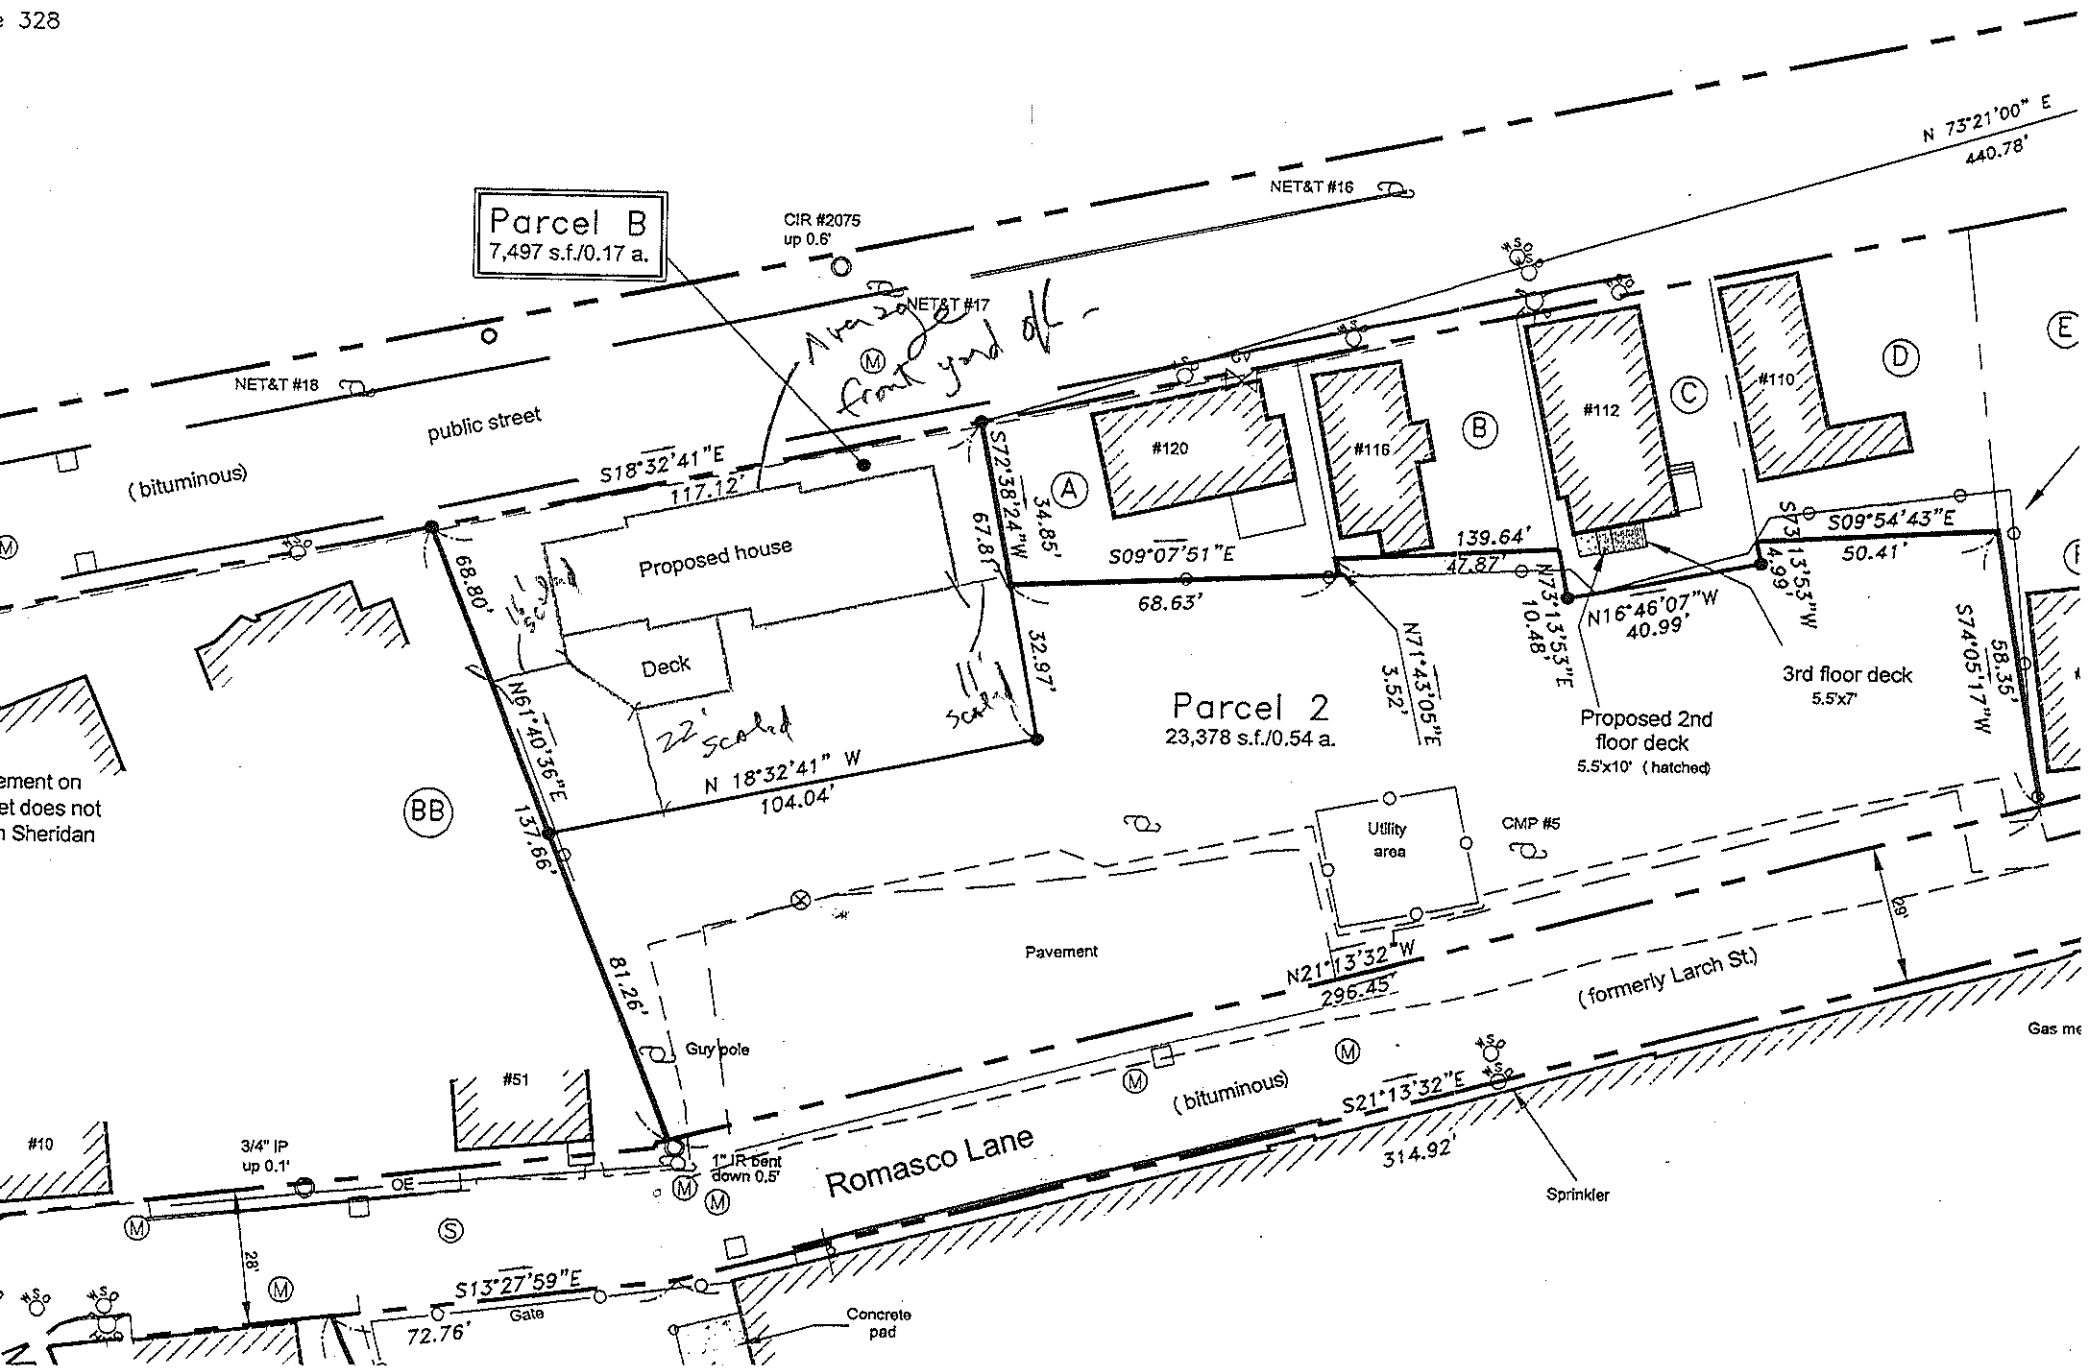 328
N 73°21'00" E
440.78'
NET&T #16
Parcel B
7,497 s.f./0.17 a.
CIR #2075
up 0.6'
NET&T #17
Average
front yard of -
M
NET&T #18
public street
(bituminous)
S18°32'41"E
117.12'
M
Proposed house
Deck
68.80'
N61°40'36"E
137.66'
81.26'
scaled
22' scaled
11' scaled
S72°38'24"W
34.85'
67.81'
32.97'
N 18°32'41" W
104.04'
A
#120
#116
B
#112
C
#110
D
E
S09°07'51"E
68.63'
139.64'
47.87'
N71°43'05"E
3.52'
N73°13'53"E
10.48'
N16°46'07"W
40.99'
S73°13'53"W
4.99'
S09°54'43"E
50.41'
S74°05'17"W
58.35'
3rd floor deck
5.5'x7'
Proposed 2nd
floor deck
5.5'x10' (hatched)
Parcel 2
23,378 s.f./0.54 a.
ement on
et does not
Sheridan
BB
Utility
area
CMP #5
29'
Pavement
N21°13'32"W
296.45'
(formerly Larch St.)
Guy pole
#51
#10
3/4" IP
up 0.1'
OE
1" IR bent
down 0.5'
M
M
M
M
(bituminous)
S21°13'32"E
314.92'
Romasco Lane
Sprinkler
Gas me
M
S
28'
M
S13°27'59"E
Gate
72.76'
Concrete
pad